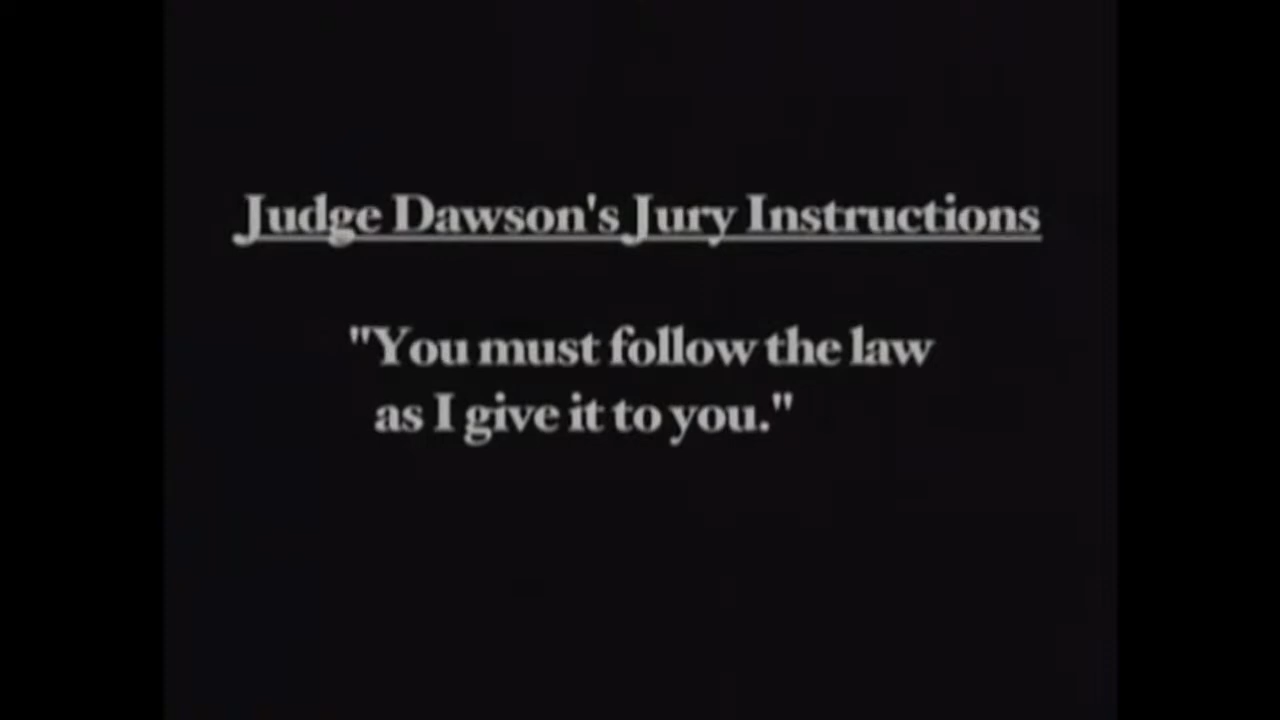 Judge Dawson's Jury Instructions
"You must follow the law
as I give it to you."